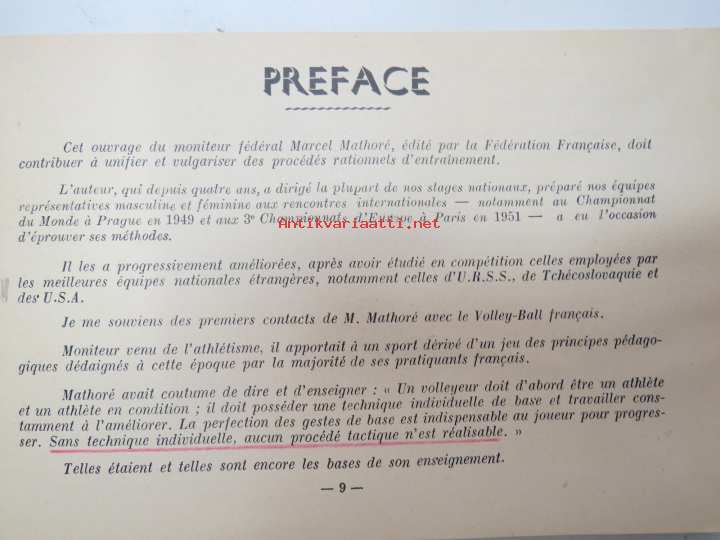 PREFACE
Cet ouvrage du moniteur fédéral Marcel Mathoré, édité par la Fédération Française, doit
contribuer à unifier et vulgariser des procédés rationnels d'entraînement.
L'auteur, qui depuis quatre ans, a dirigé la plupart de nos stages nationaux, préparé nos équipes
représentatives masculine et féminine aux rencontres internationales — notamment au Championnat
du Monde à Prague en 1949 et aux 3e Championnats d'Europe à Paris en 1951 — a eu l'occasion
Antikvariaatti.net
d'éprouver ses méthodes.
Il les a progressivement améliorées, après avoir étudié en compétition celles employées par
les meilleures équipes nationales étrangères, notamment celles d'U.R.S.S., de Tchécoslovaquie et
des U.S.A.
Je me souviens des premiers contacts de M. Mathoré avec le Volley-Ball français.
Moniteur venu de l'athlétisme, il apportait à un sport dérivé d'un jeu des principes pédago-
giques dédaignés à cette époque par la majorité de ses pratiquants français.
Mathoré avait coutume de dire et d'enseigner : « Un volleyeur doit d'abord être un athlète
et un athlète en condition ; il doit posséder une technique individuelle de base et travailler cons-
tamment à l'améliorer. La perfection des gestes de base est indispensable au joueur pour progres-
ser. Sans technique individuelle, aucun procédé tactique n'est réalisable. »
Telles étaient et telles sont encore les bases de son enseignement.
— 9 —